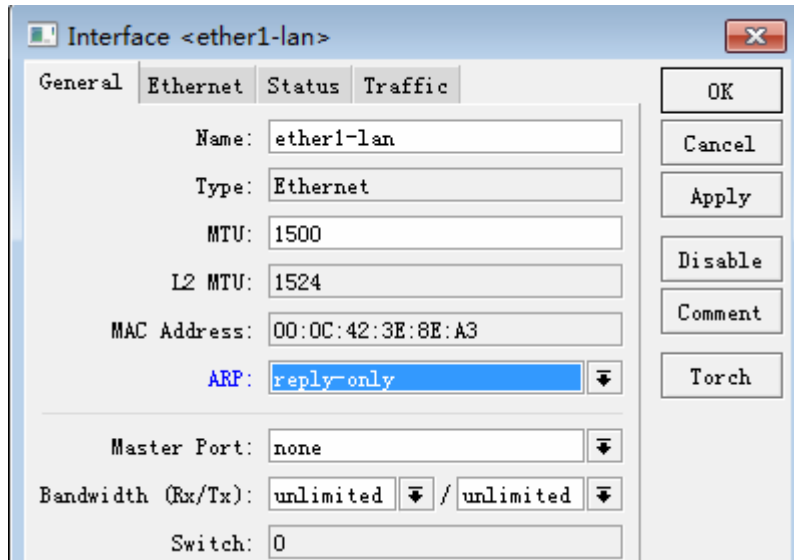 Interface <ether1-lan>
General Ethernet Status Traffic
OK
Name: ether1-lan
Cancel
Type: Ethernet
Apply
MTU: 1500
Disable
L2 MTU: 1524
Comment
MAC Address: 00:0C:42:3E:8E:A3
ARP: reply-only
Torch
Master Port: none
Bandwidth (Rx/Tx): unlimited / unlimited
Switch: 0